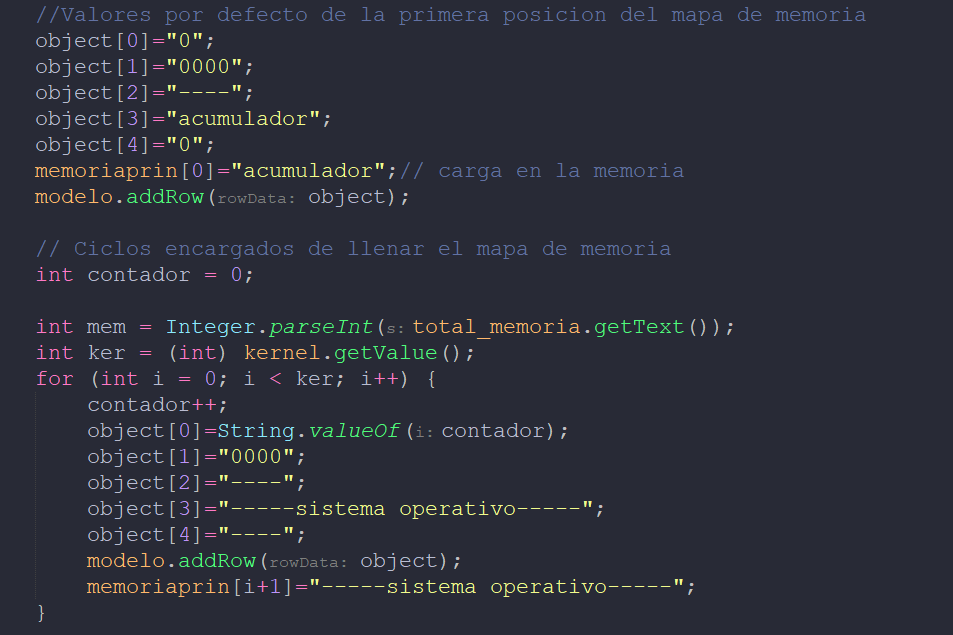 //Valores por defecto de la primera posicion del mapa de memoria
object[0]="0";
object[1]="0000";
object[2]="----";
object[3]="acumulador";
object[4]="0";
memoriaprin[0]="acumulador";// carga en la memoria
modelo.addRow(rowData: object);
// Ciclos encargados de llenar el mapa de memoria
int contador = 0;
int mem = Integer.parseInt(s: total_memoria.getText());
int ker = (int) kernel.getValue();
for (int i = 0; i < ker; i++) {
contador++;
object[0]=String.valueOf(i: contador);
object[1]="0000";
object[2]="----";
object[3]="-----sistema operativo-----";
object[4]="----";
modelo.addRow(rowData: object);
memoriaprin[i+1]="-----sistema operativo-----";
}